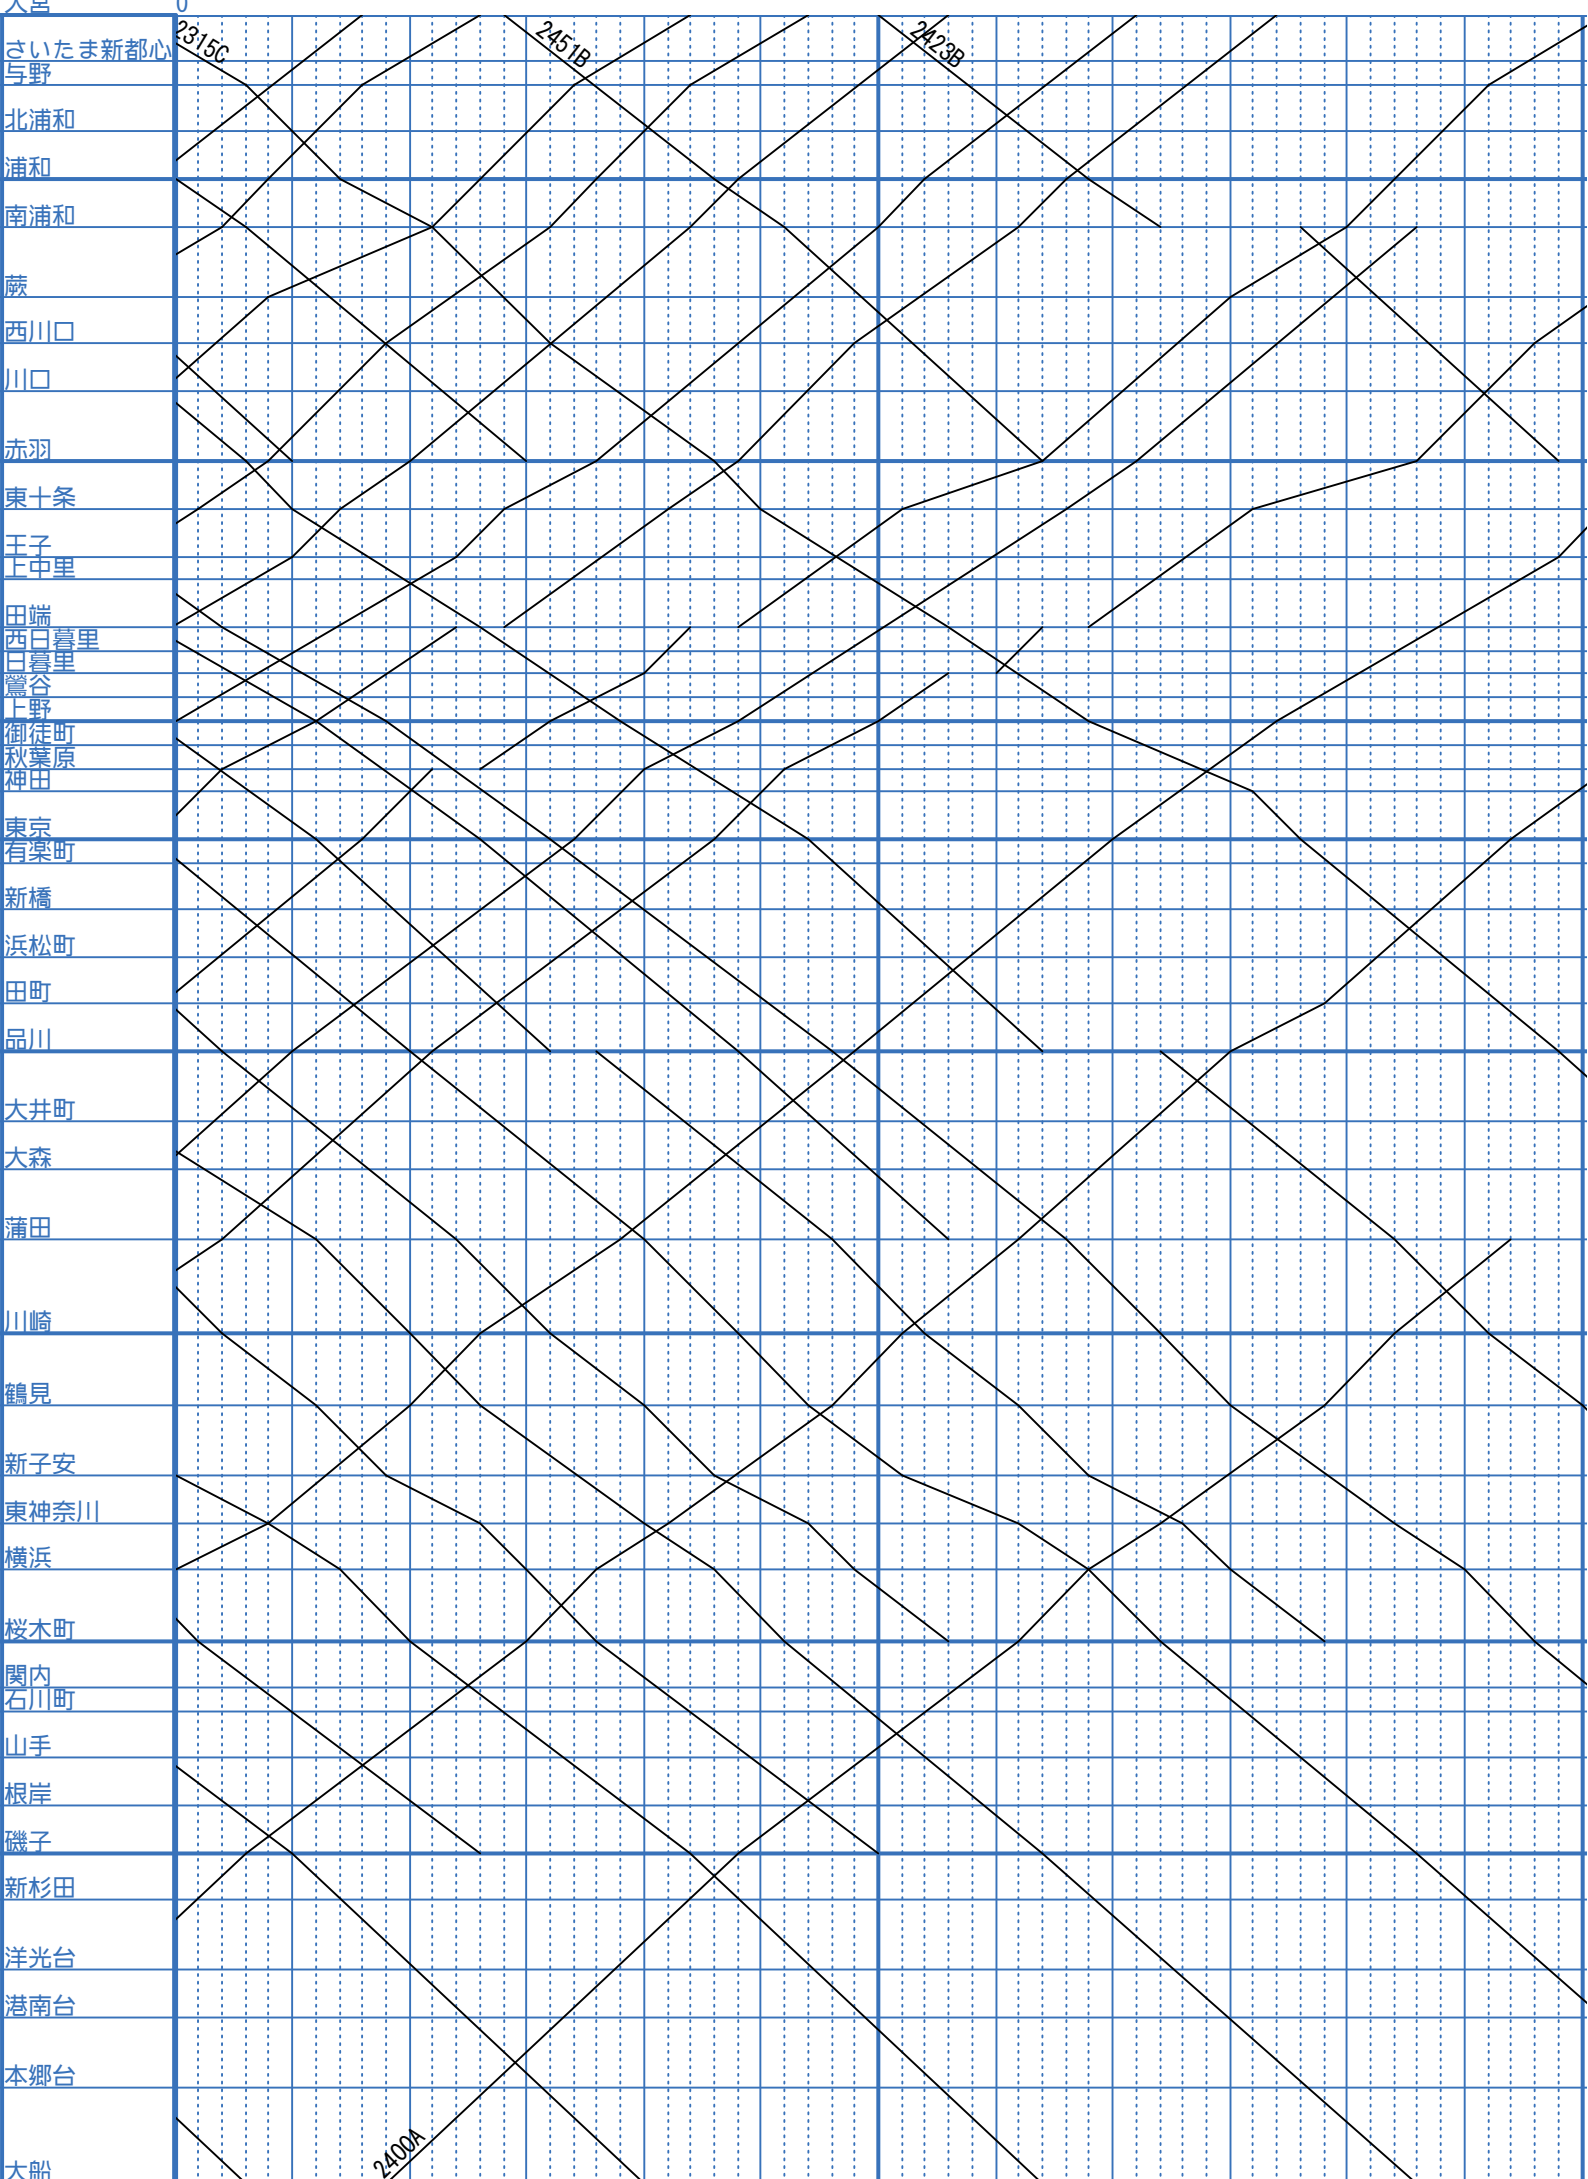 大宮
0
2315C
2451B
2423B
さいたま新都心
与野
北浦和
浦和
南浦和
蕨
西川口
川口
赤羽
東十条
王子
上中里
田端
西日暮里
日暮里
鶯谷
上野
御徒町
秋葉原
神田
東京
有楽町
新橋
浜松町
田町
品川
大井町
大森
蒲田
川崎
鶴見
新子安
東神奈川
横浜
桜木町
関内
石川町
山手
根岸
磯子
新杉田
洋光台
港南台
本郷台
2400A
大船